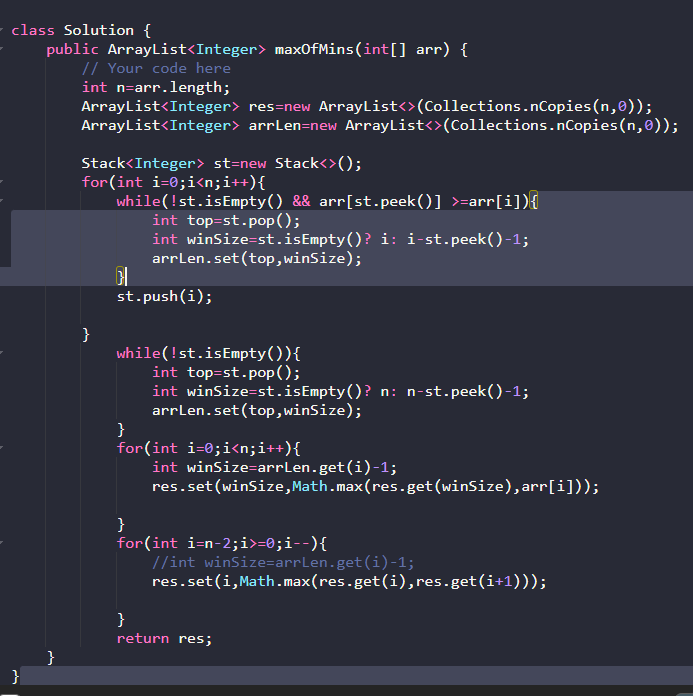 class Solution {
    public ArrayList<Integer> maxOfMins(int[] arr) {
        // Your code here
        int n=arr.length;
        ArrayList<Integer> res=new ArrayList<>(Collections.nCopies(n,0));
        ArrayList<Integer> arrLen=new ArrayList<>(Collections.nCopies(n,0));
        Stack<Integer> st=new Stack<>();
        for(int i=0;i<n;i++){
            while(!st.isEmpty() && arr[st.peek()] >=arr[i]){
                int top=st.pop();
                int winSize=st.isEmpty()? i: i-st.peek()-1;
                arrLen.set(top,winSize);
            }
            st.push(i);
        }
            while(!st.isEmpty()){
                int top=st.pop();
                int winSize=st.isEmpty()? n: n-st.peek()-1;
                arrLen.set(top,winSize);
            }
            for(int i=0;i<n;i++){
                int winSize=arrLen.get(i)-1;
                res.set(winSize,Math.max(res.get(winSize),arr[i]));
            }
            for(int i=n-2;i>=0;i--){
                //int winSize=arrLen.get(i)-1;
                res.set(i,Math.max(res.get(i),res.get(i+1)));
            }
            return res;
    }
}